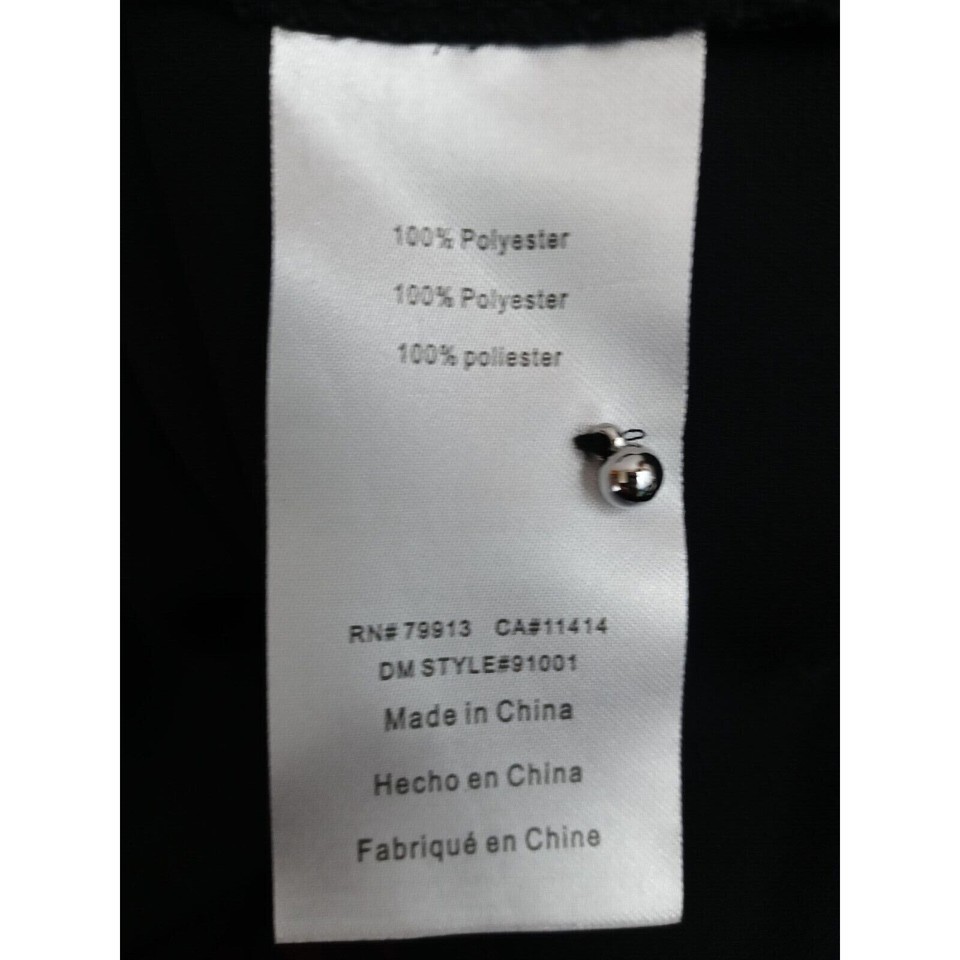 100% Polyester
100% Polyester
100% poliester
RN# 79913 CA#11414
DM STYLE#91001
Made in China
Hecho en China
Fabriqué en Chine